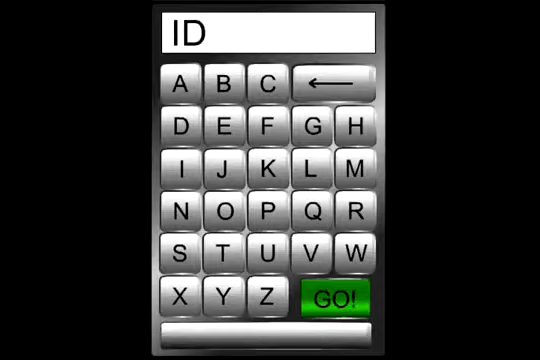 ID
A B C ←
D E F G H
I J K L M
N O P Q R
S T U V W
X Y Z GO!